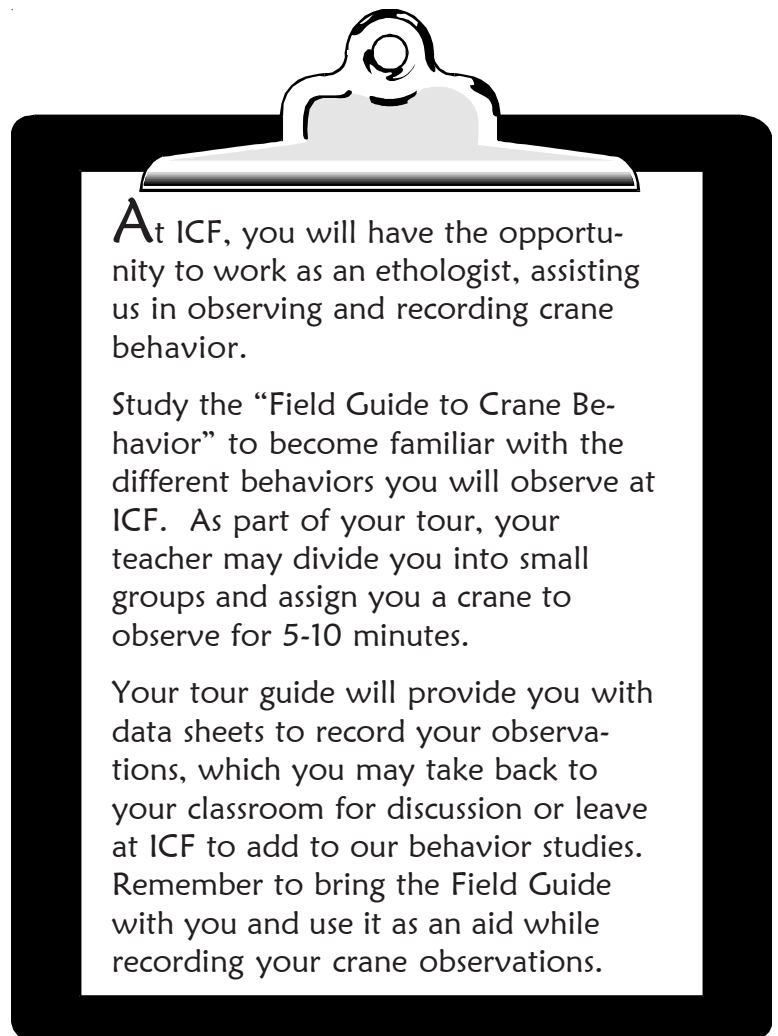 At ICF, you will have the opportu-
nity to work as an ethologist, assisting
us in observing and recording crane
behavior.
Study the “Field Guide to Crane Be-
havior” to become familiar with the
different behaviors you will observe at
ICF.  As part of your tour, your
teacher may divide you into small
groups and assign you a crane to
observe for 5-10 minutes.
Your tour guide will provide you with
data sheets to record your observa-
tions, which you may take back to
your classroom for discussion or leave
at ICF to add to our behavior studies.
Remember to bring the Field Guide
with you and use it as an aid while
recording your crane observations.